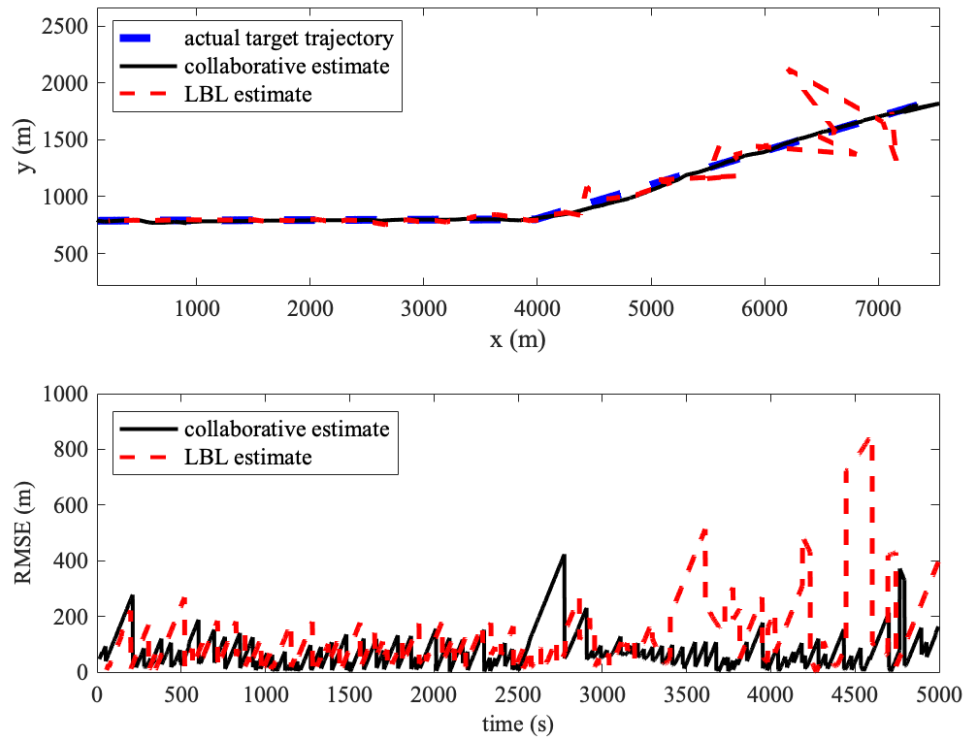 2500
2000
1500
1000
500
y (m)
actual target trajectory
collaborative estimate
LBL estimate
1000 2000 3000 4000 5000 6000 7000
x (m)
1000
800
600
400
200
0
RMSE (m)
collaborative estimate
LBL estimate
0 500 1000 1500 2000 2500 3000 3500 4000 4500 5000
time (s)